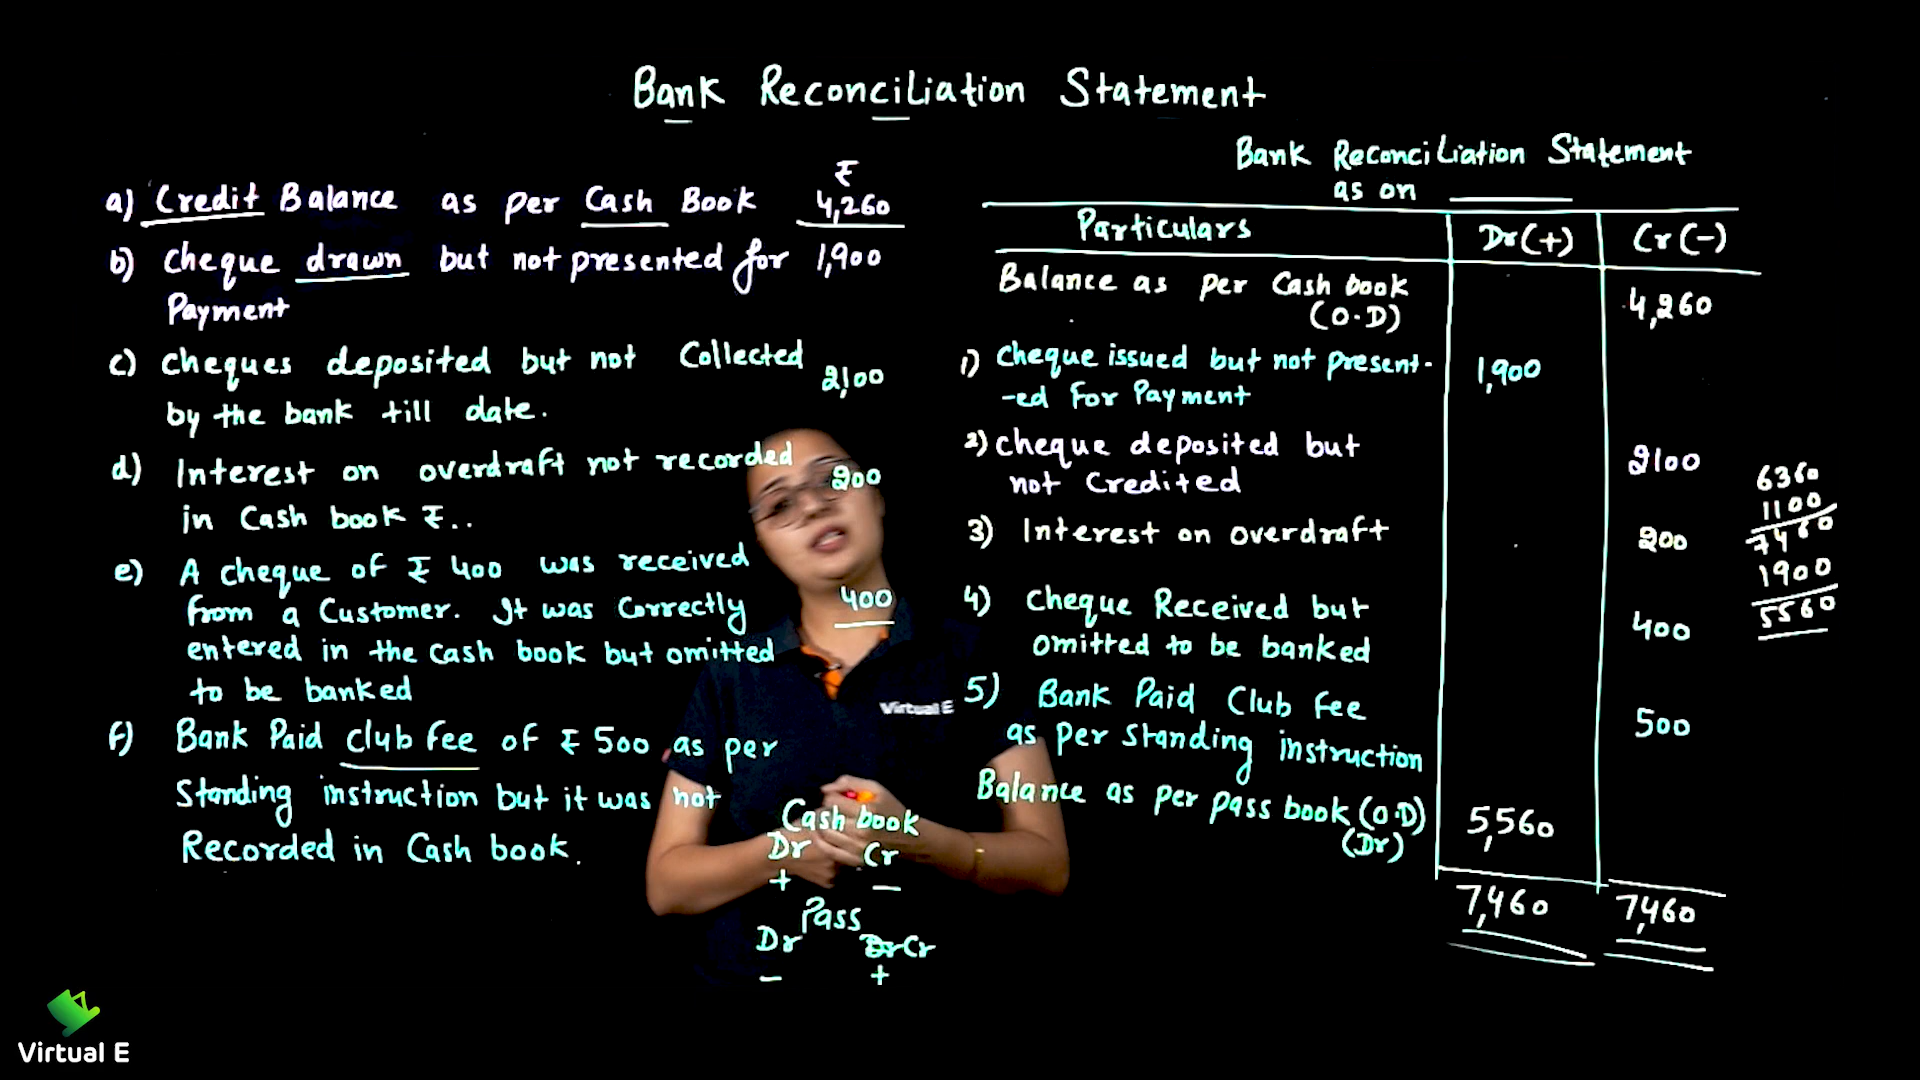 Bank Reconciliation Statement
₹
a) Credit Balance as per Cash Book 4,260
b) cheque drawn but not presented for 1,900
Payment
c) cheques deposited but not Collected 2,100
by the bank till date.
d) Interest on overdraft not recorded 200
in Cash book ₹..
e) A cheque of ₹ 400 was received
from a Customer. It was Correctly 400
entered in the cash book but omitted
to be banked
f) Bank Paid club fee of ₹ 500 as per
Standing instruction but it was not
Recorded in Cash book.
Cash book
Dr Cr
+ −
Pass
Dr Dr Cr
− +
Bank Reconciliation Statement
as on
Particulars Dr (+) Cr (-)
Balance as per Cash book
(O.D) 4,260
1) Cheque issued but not present- 1,900
-ed For Payment
2) cheque deposited but 2100
not Credited
3) Interest on overdraft 200
4) Cheque Received but 400
omitted to be banked
5) Bank Paid Club Fee 500
as per standing instruction
Balance as per pass book (O.D) 5,560
(Dr)
7,460 7,460
6360
1100
7460
1900
5560
Virtual E
Virtual E